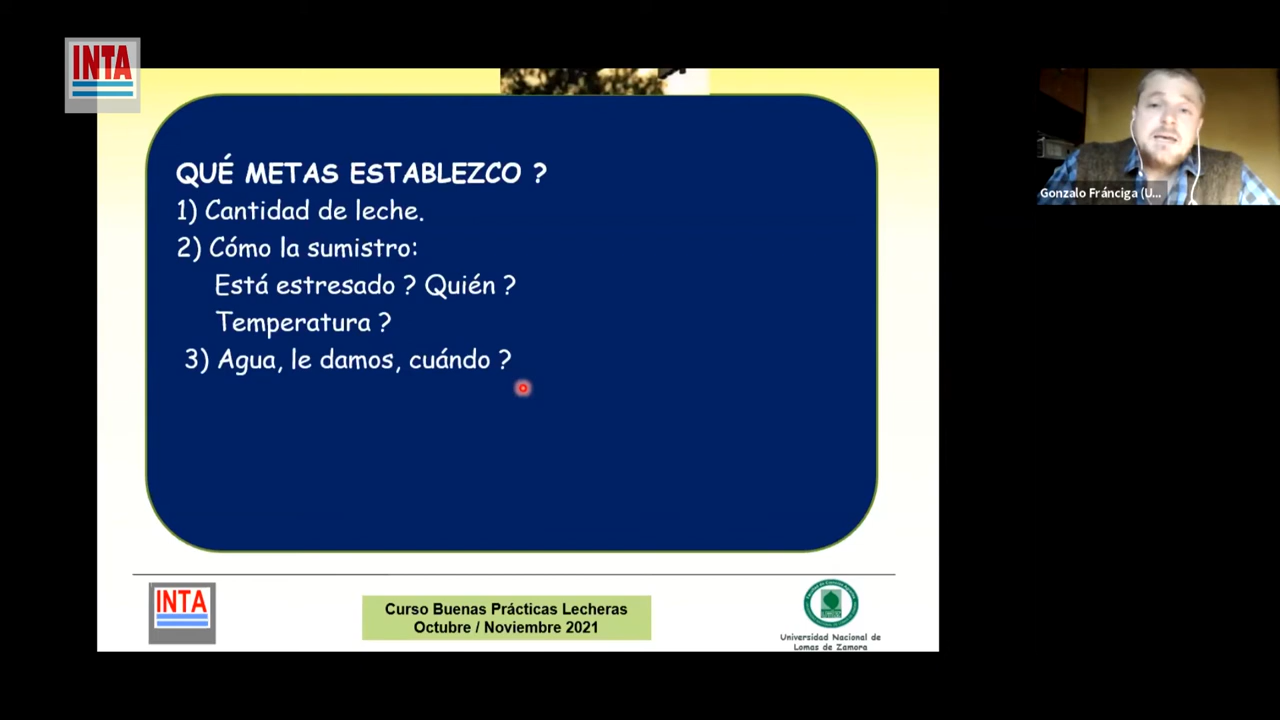 INTA
QUÉ METAS ESTABLEZCO ?
1) Cantidad de leche.
2) Cómo la sumistro:
Está estresado ? Quién ?
Temperatura ?
3) Agua, le damos, cuándo ?
INTA
Curso Buenas Prácticas Lecheras
Octubre / Noviembre 2021
Universidad Nacional de
Lomas de Zamora
Gonzalo Fránciga (U...